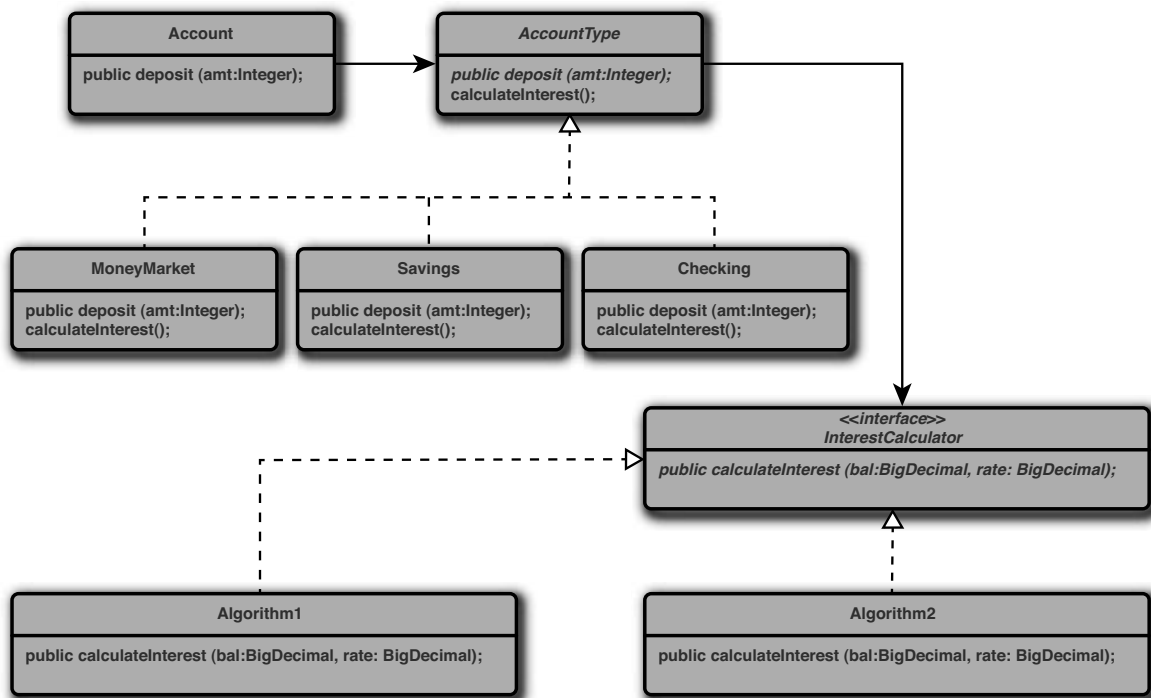 Account
public deposit (amt:Integer);
AccountType
public deposit (amt:Integer);
calculateInterest();
MoneyMarket
public deposit (amt:Integer);
calculateInterest();
Savings
public deposit (amt:Integer);
calculateInterest();
Checking
public deposit (amt:Integer);
calculateInterest();
<<interface>>
InterestCalculator
public calculateInterest (bal:BigDecimal, rate: BigDecimal);
Algorithm1
public calculateInterest (bal:BigDecimal, rate: BigDecimal);
Algorithm2
public calculateInterest (bal:BigDecimal, rate: BigDecimal);